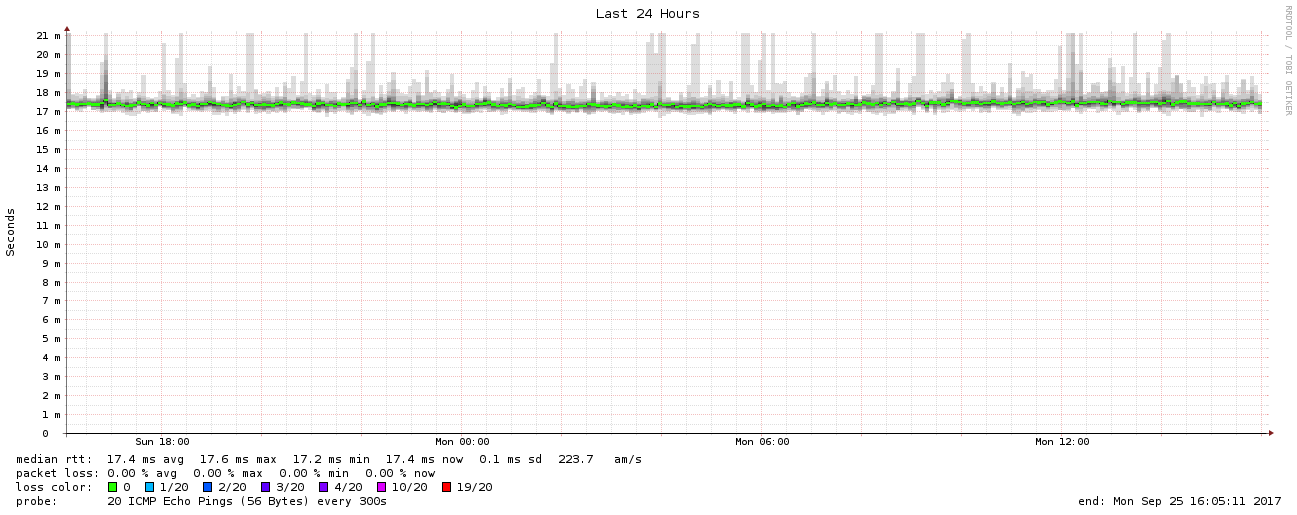 Last 24 Hours
RRDTOOL / TOBI OETIKER
Seconds
21 m
20 m
19 m
18 m
17 m
16 m
15 m
14 m
13 m
12 m
11 m
10 m
9 m
8 m
7 m
6 m
5 m
4 m
3 m
2 m
1 m
0
Sun 18:00 Mon 00:00 Mon 06:00 Mon 12:00
median rtt: 17.4 ms avg 17.6 ms max 17.2 ms min 17.4 ms now 0.1 ms sd 223.7 am/s
packet loss: 0.00 % avg 0.00 % max 0.00 % min 0.00 % now
loss color: 0 1/20 2/20 3/20 4/20 10/20 19/20
probe: 20 ICMP Echo Pings (56 Bytes) every 300s end: Mon Sep 25 16:05:11 2017